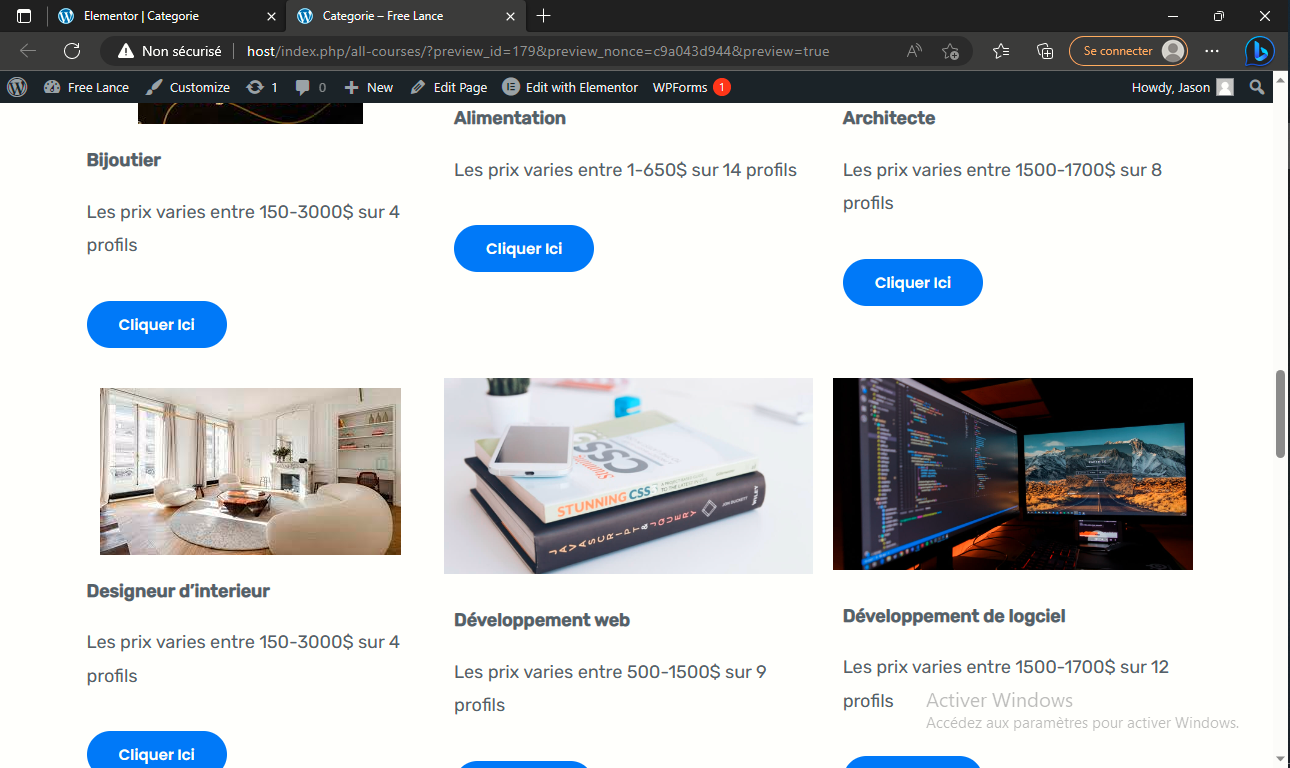 Elementor | Categorie
Categorie – Free Lance
Non sécurisé
host/index.php/all-courses/?preview_id=179&preview_nonce=c9a043d944&preview=true
Se connecter
Free Lance
Customize
1
0
New
Edit Page
Edit with Elementor
WPForms 1
Howdy, Jason
Bijoutier
Les prix varies entre 150-3000$ sur 4
profils
Cliquer Ici
Alimentation
Les prix varies entre 1-650$ sur 14 profils
Cliquer Ici
Architecte
Les prix varies entre 1500-1700$ sur 8
profils
Cliquer Ici
Designeur d’interieur
Les prix varies entre 150-3000$ sur 4
profils
Cliquer Ici
CSS
STUNNING CSS
JAVASCRIPT & JQUERY
WILEY
Développement web
Les prix varies entre 500-1500$ sur 9
profils
Développement de logciel
Les prix varies entre 1500-1700$ sur 12
profils
Activer Windows
Accédez aux paramètres pour activer Windows.